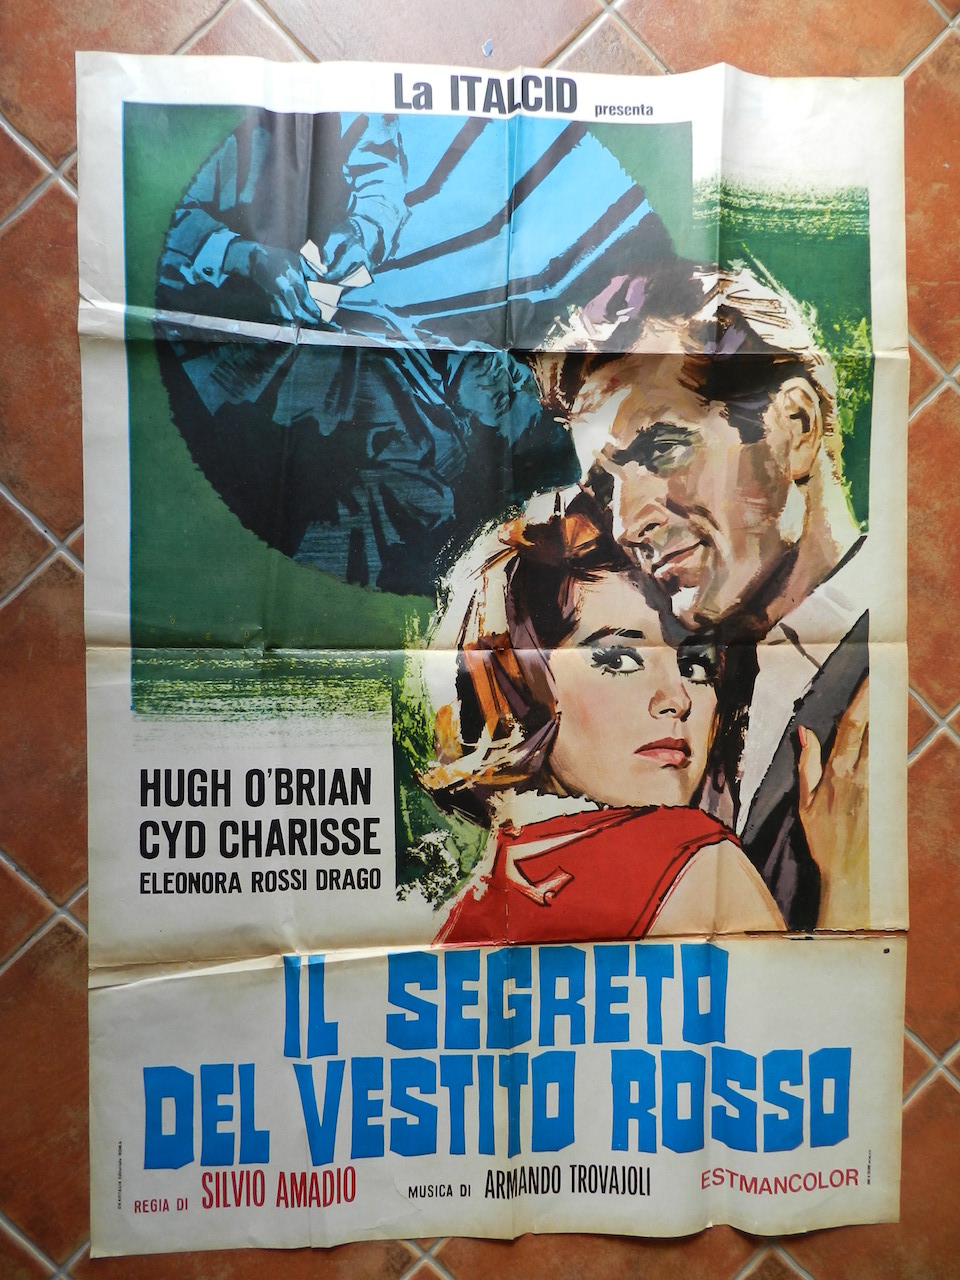 La ITALCID presenta
HUGH O'BRIAN
CYD CHARISSE
ELEONORA ROSSI DRAGO
IL SEGRETO
DEL VESTITO ROSSO
REGIA DI SILVIO AMADIO
MUSICA DI ARMANDO TROVAJOLI
ESTMANCOLOR